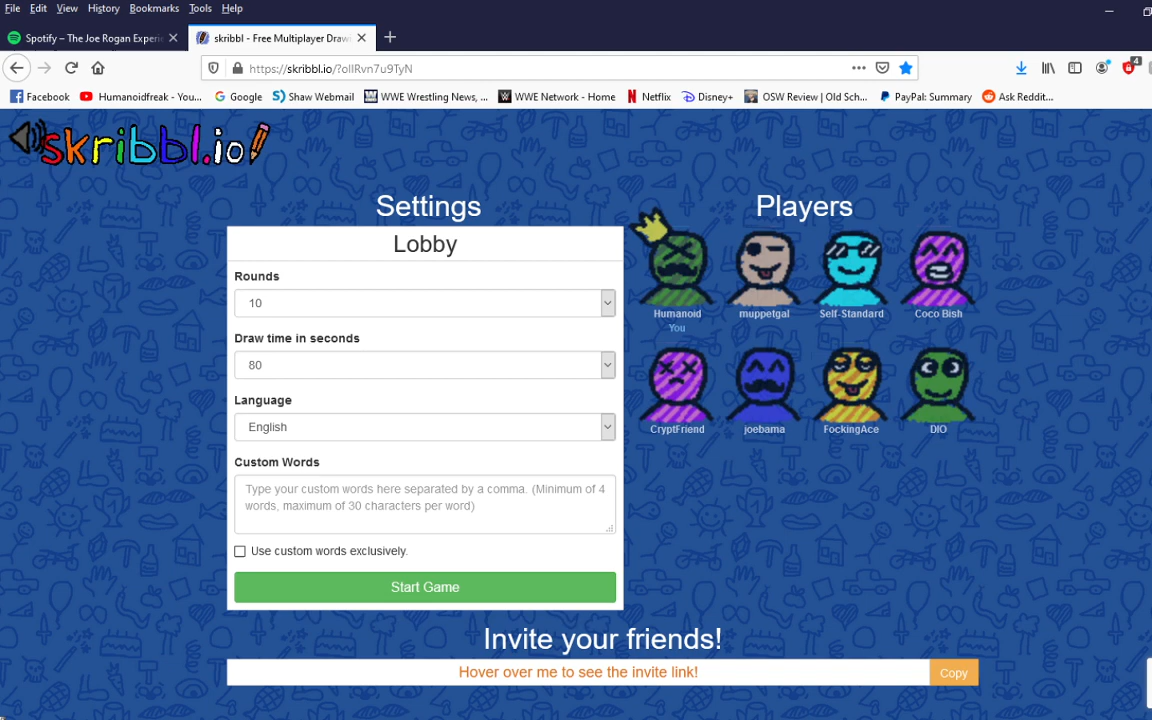 File Edit View History Bookmarks Tools Help
Spotify – The Joe Rogan Experie
skribbl - Free Multiplayer Draw
https://skribbl.io/?olIRvn7u9TyN
4
Facebook Humanoidfreak - You... Google Shaw Webmail WWE Wrestling News, ... WWE Network - Home Netflix Disney+ OSW Review | Old Sch... PayPal: Summary Ask Reddit...
skribbl.io
Settings
Lobby
Rounds
10
Draw time in seconds
80
Language
English
Custom Words
Type your custom words here separated by a comma. (Minimum of 4
words, maximum of 30 characters per word)
Use custom words exclusively.
Start Game
Players
Humanoid muppetgal Self-Standard Coco Bish
You
CryptFriend joebama FockingAce DIO
Invite your friends!
Hover over me to see the invite link!
Copy